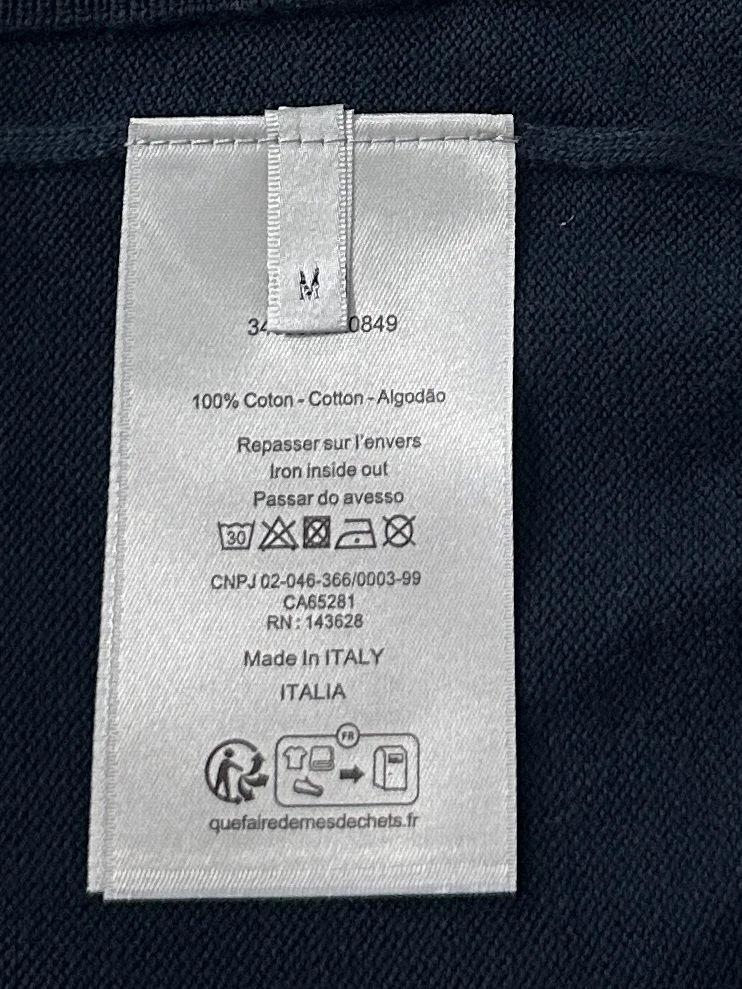 M
34 0849
100% Coton - Cotton - Algodão
Repasser sur l'envers
Iron inside out
Passar do avesso
30
CNPJ 02-046-366/0003-99
CA65281
RN : 143628
Made In ITALY
ITALIA
FR
quefairedemesdechets.fr